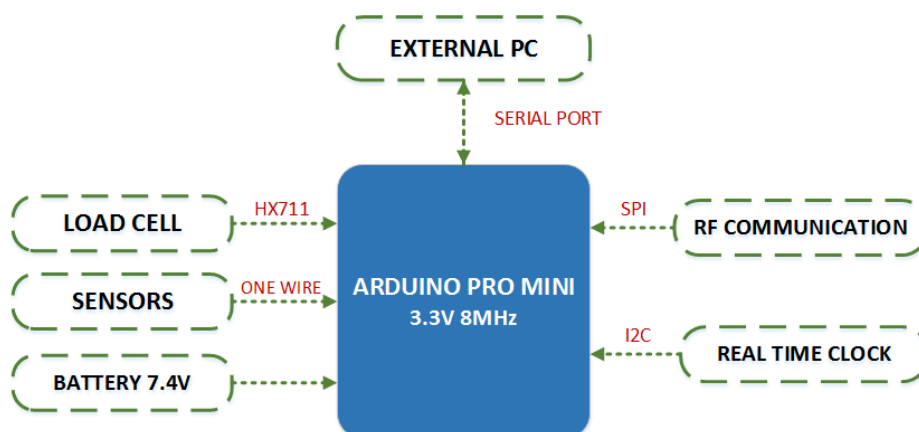 EXTERNAL PC
SERIAL PORT
LOAD CELL
HX711
SPI
RF COMMUNICATION
SENSORS
ONE WIRE
ARDUINO PRO MINI
3.3V 8MHz
I2C
REAL TIME CLOCK
BATTERY 7.4V